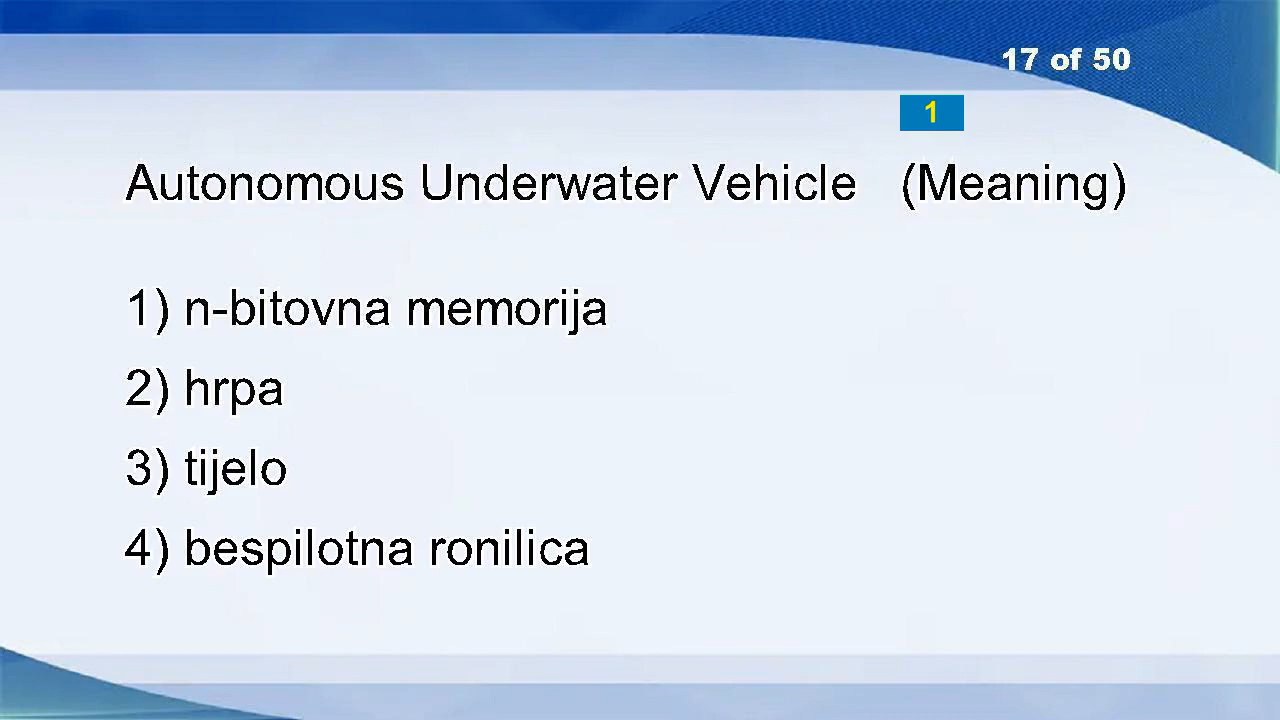 17 of 50
1
Autonomous Underwater Vehicle (Meaning)
1) n-bitovna memorija
2) hrpa
3) tijelo
4) bespilotna ronilica